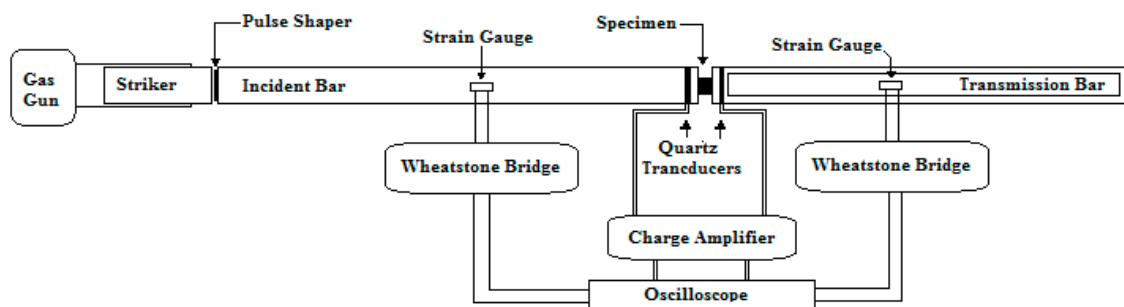 Pulse Shaper
Specimen
Strain Gauge
Strain Gauge
Gas
Gun
Striker
Incident Bar
Transmission Bar
Quartz
Trancducers
Wheatstone Bridge
Wheatstone Bridge
Charge Amplifier
Oscilloscope